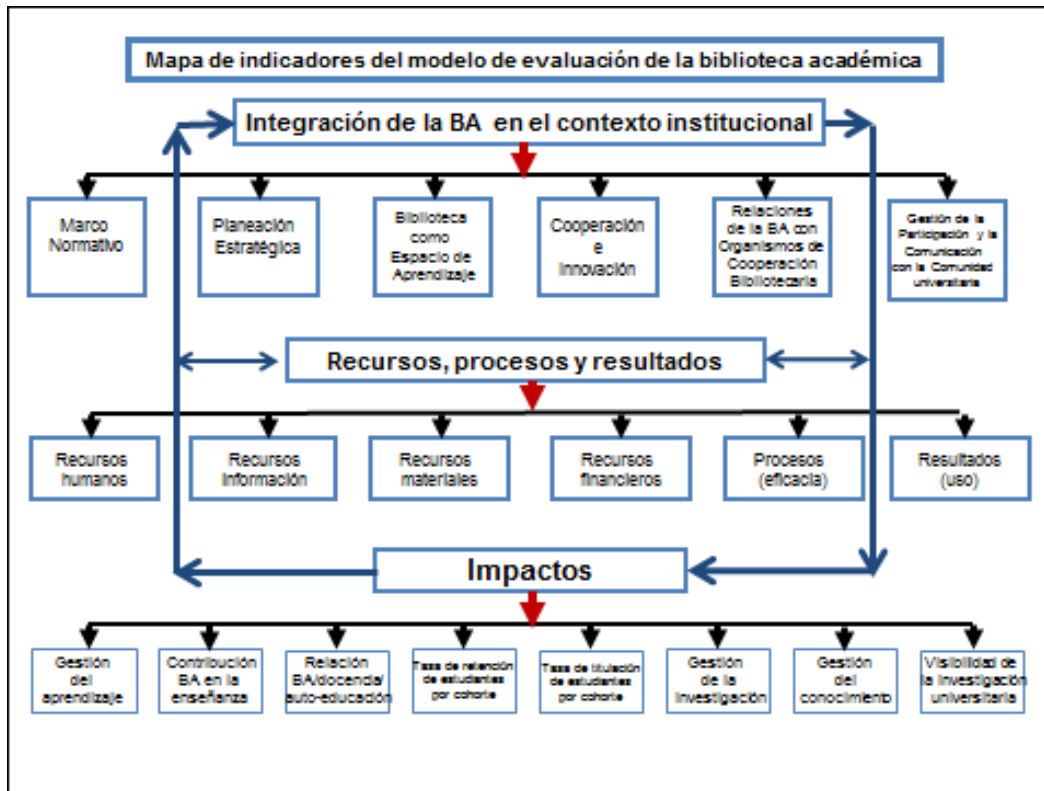 Mapa de indicadores del modelo de evaluación de la biblioteca académica
Integración de la BA en el contexto institucional
Marco
Normativo
Planeación
Estratégica
Biblioteca
como
Espacio de
Aprendizaje
Cooperación
e
Innovación
Relaciones
de la BA con
Organismos de
Cooperación
Bibliotecaria
Gestión de la
Participación y la
Comunicación
con la Comunidad
universitaria
Recursos, procesos y resultados
Recursos
humanos
Recursos
información
Recursos
materiales
Recursos
financieros
Procesos
(eficacia)
Resultados
(uso)
Impactos
Gestión
del
aprendizaje
Contribución
BA en la
enseñanza
Relación
BA/docencia/
auto-educación
Tasa de retención
de estudiantes
por cohorte
Tasa de titulación
de estudiantes
por cohorte
Gestión
de la
investigación
Gestión
del
conocimiento
Visibilidad de
la investigación
universitaria